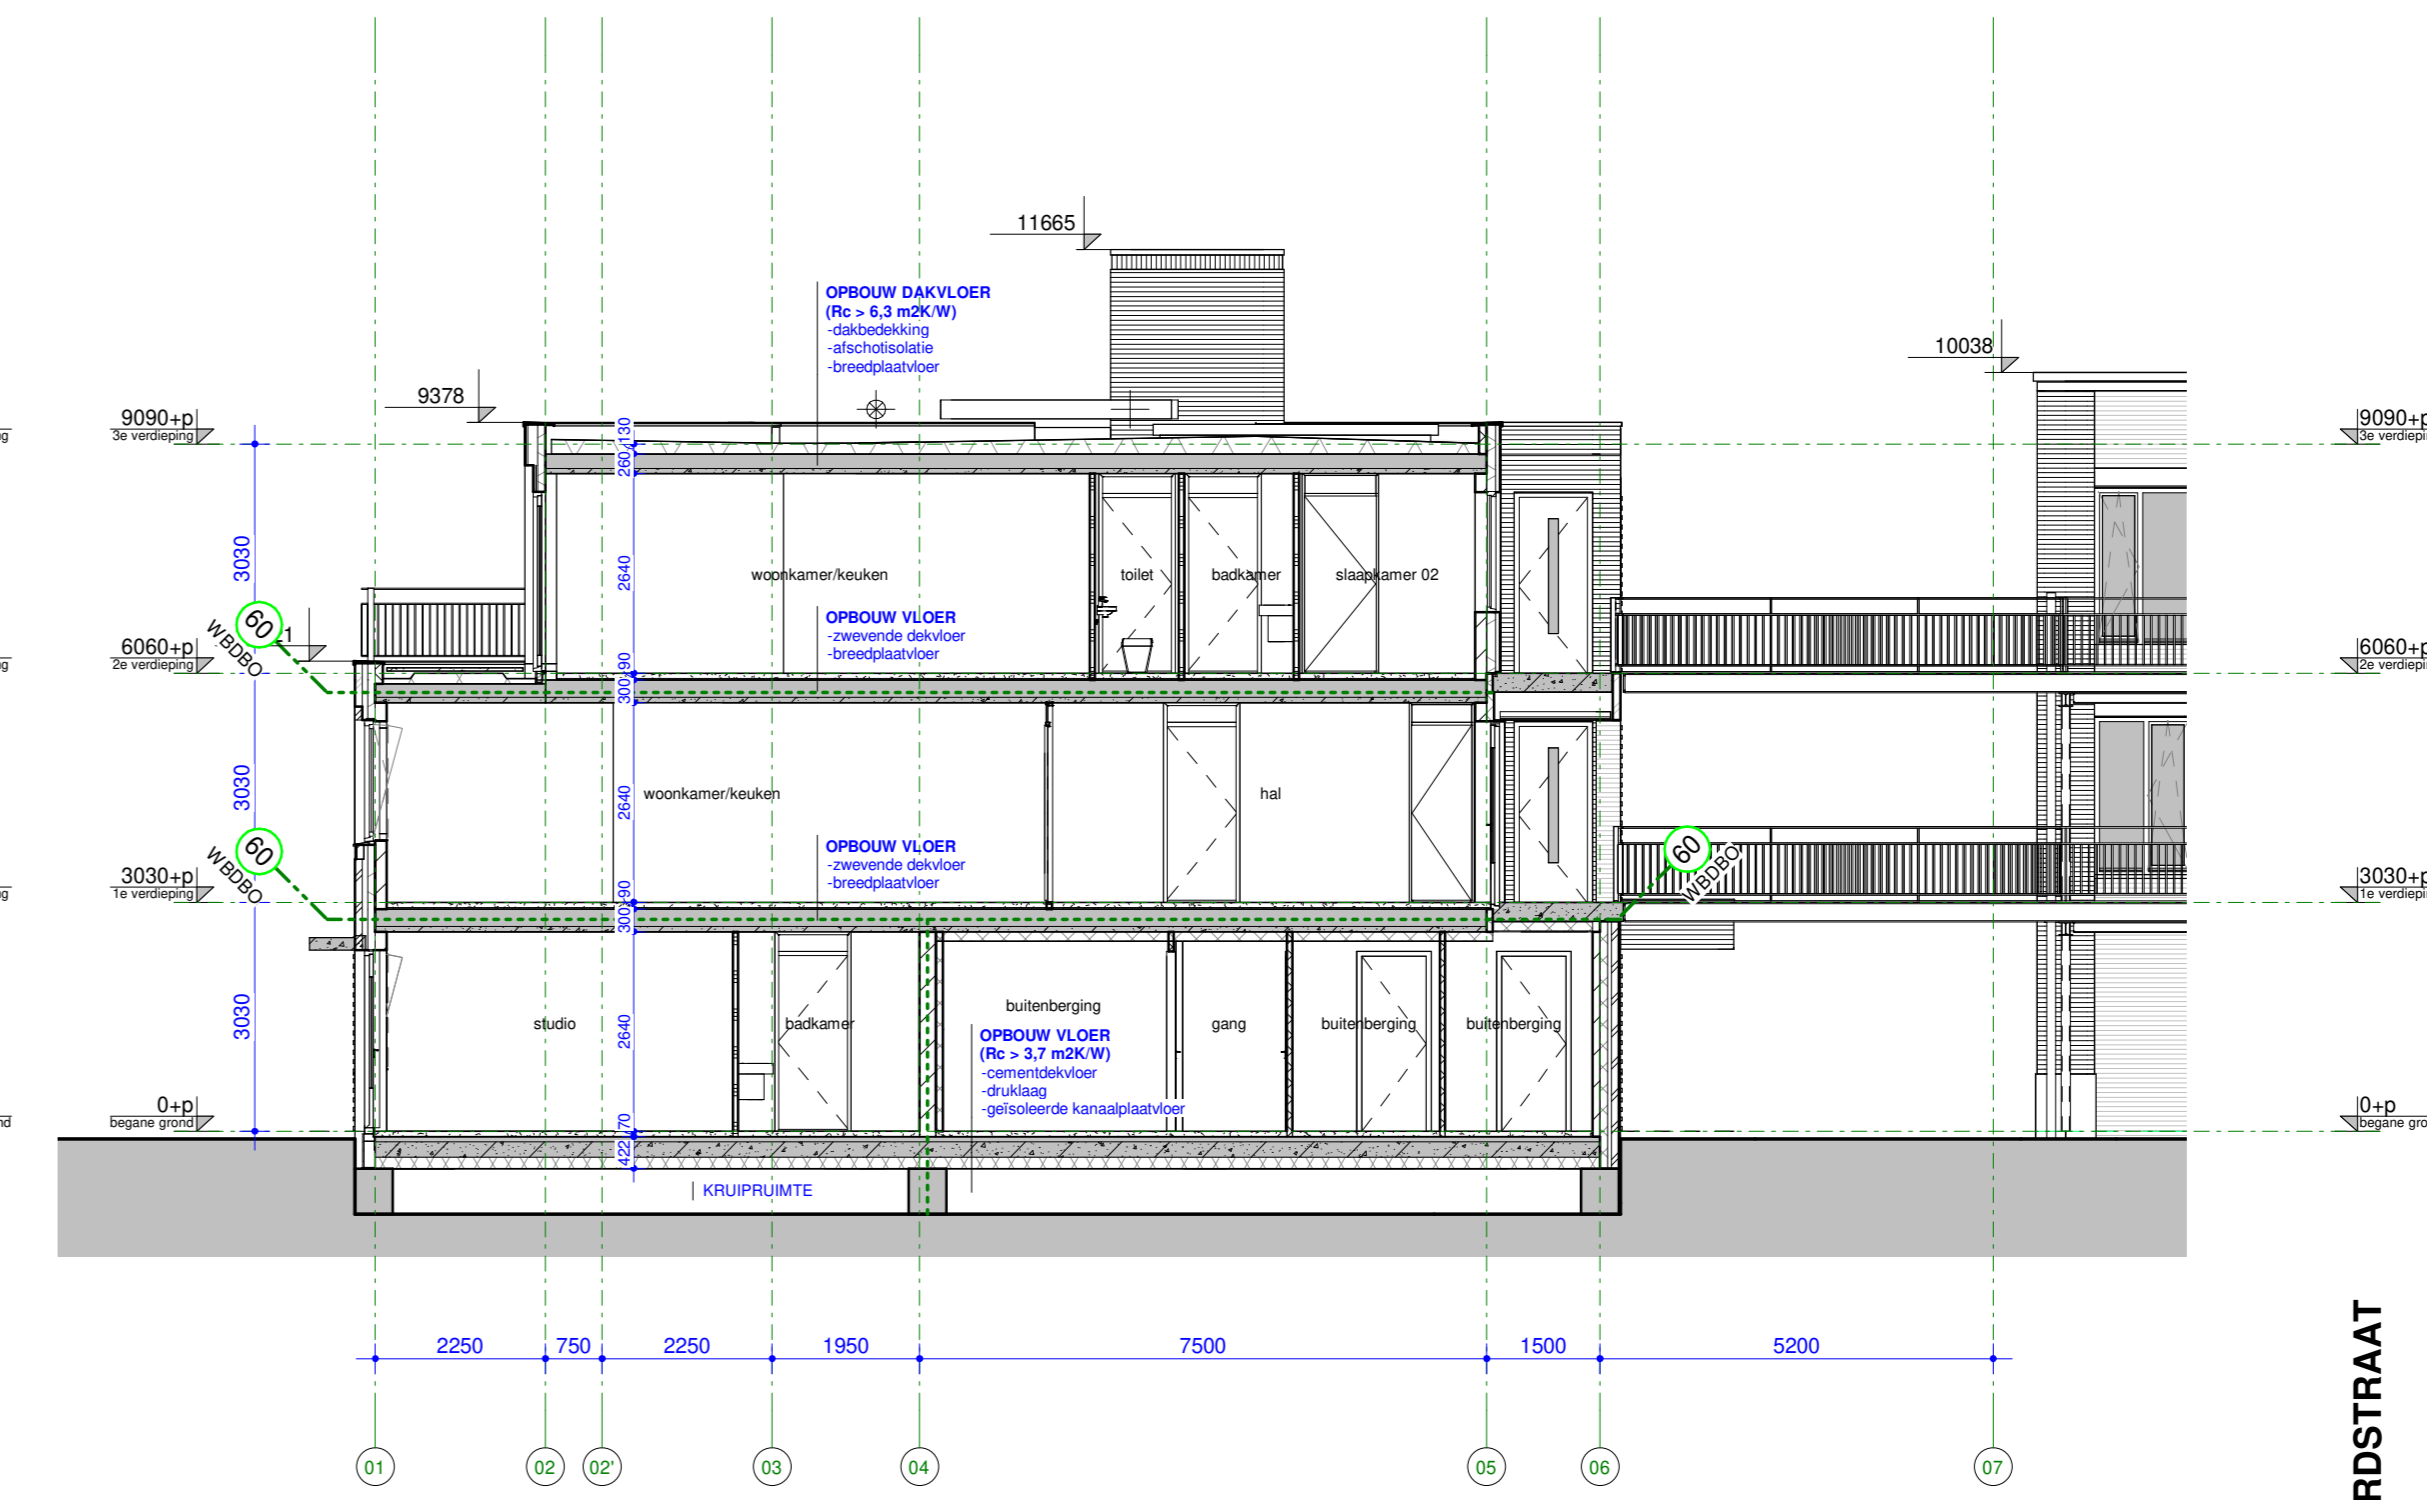 11665
OPBOUW DAKVLOER
(Rc > 6,3 m2K/W)
-dakbedekking
-afschotisolatie
-breedplaatvloer
10038
9378
9090+p
3e verdieping
9090+p
130
260
3030
2640
woonkamer/keuken
toilet
badkamer
slaapkamer 02
OPBOUW VLOER
-zwevende dekvloer
-breedplaatvloer
60
WBDBO
6060+p
2e verdieping
6060+p
90
300
3030
2640
woonkamer/keuken
hal
OPBOUW VLOER
-zwevende dekvloer
-breedplaatvloer
60
WBDBO
60
WBDBO
3030+p
1e verdieping
3030+p
90
300
3030
2640
studio
badkamer
buitenberging
gang
buitenberging
buitenberging
OPBOUW VLOER
(Rc > 3,7 m2K/W)
-cementdekvloer
-druklaag
-geïsoleerde kanaalplaatvloer
0+p
begane grond
0+p
70
422
KRUIPRUIMTE
2250
750
2250
1950
7500
1500
5200
01
02
02'
03
04
05
06
07
RDSTRAAT